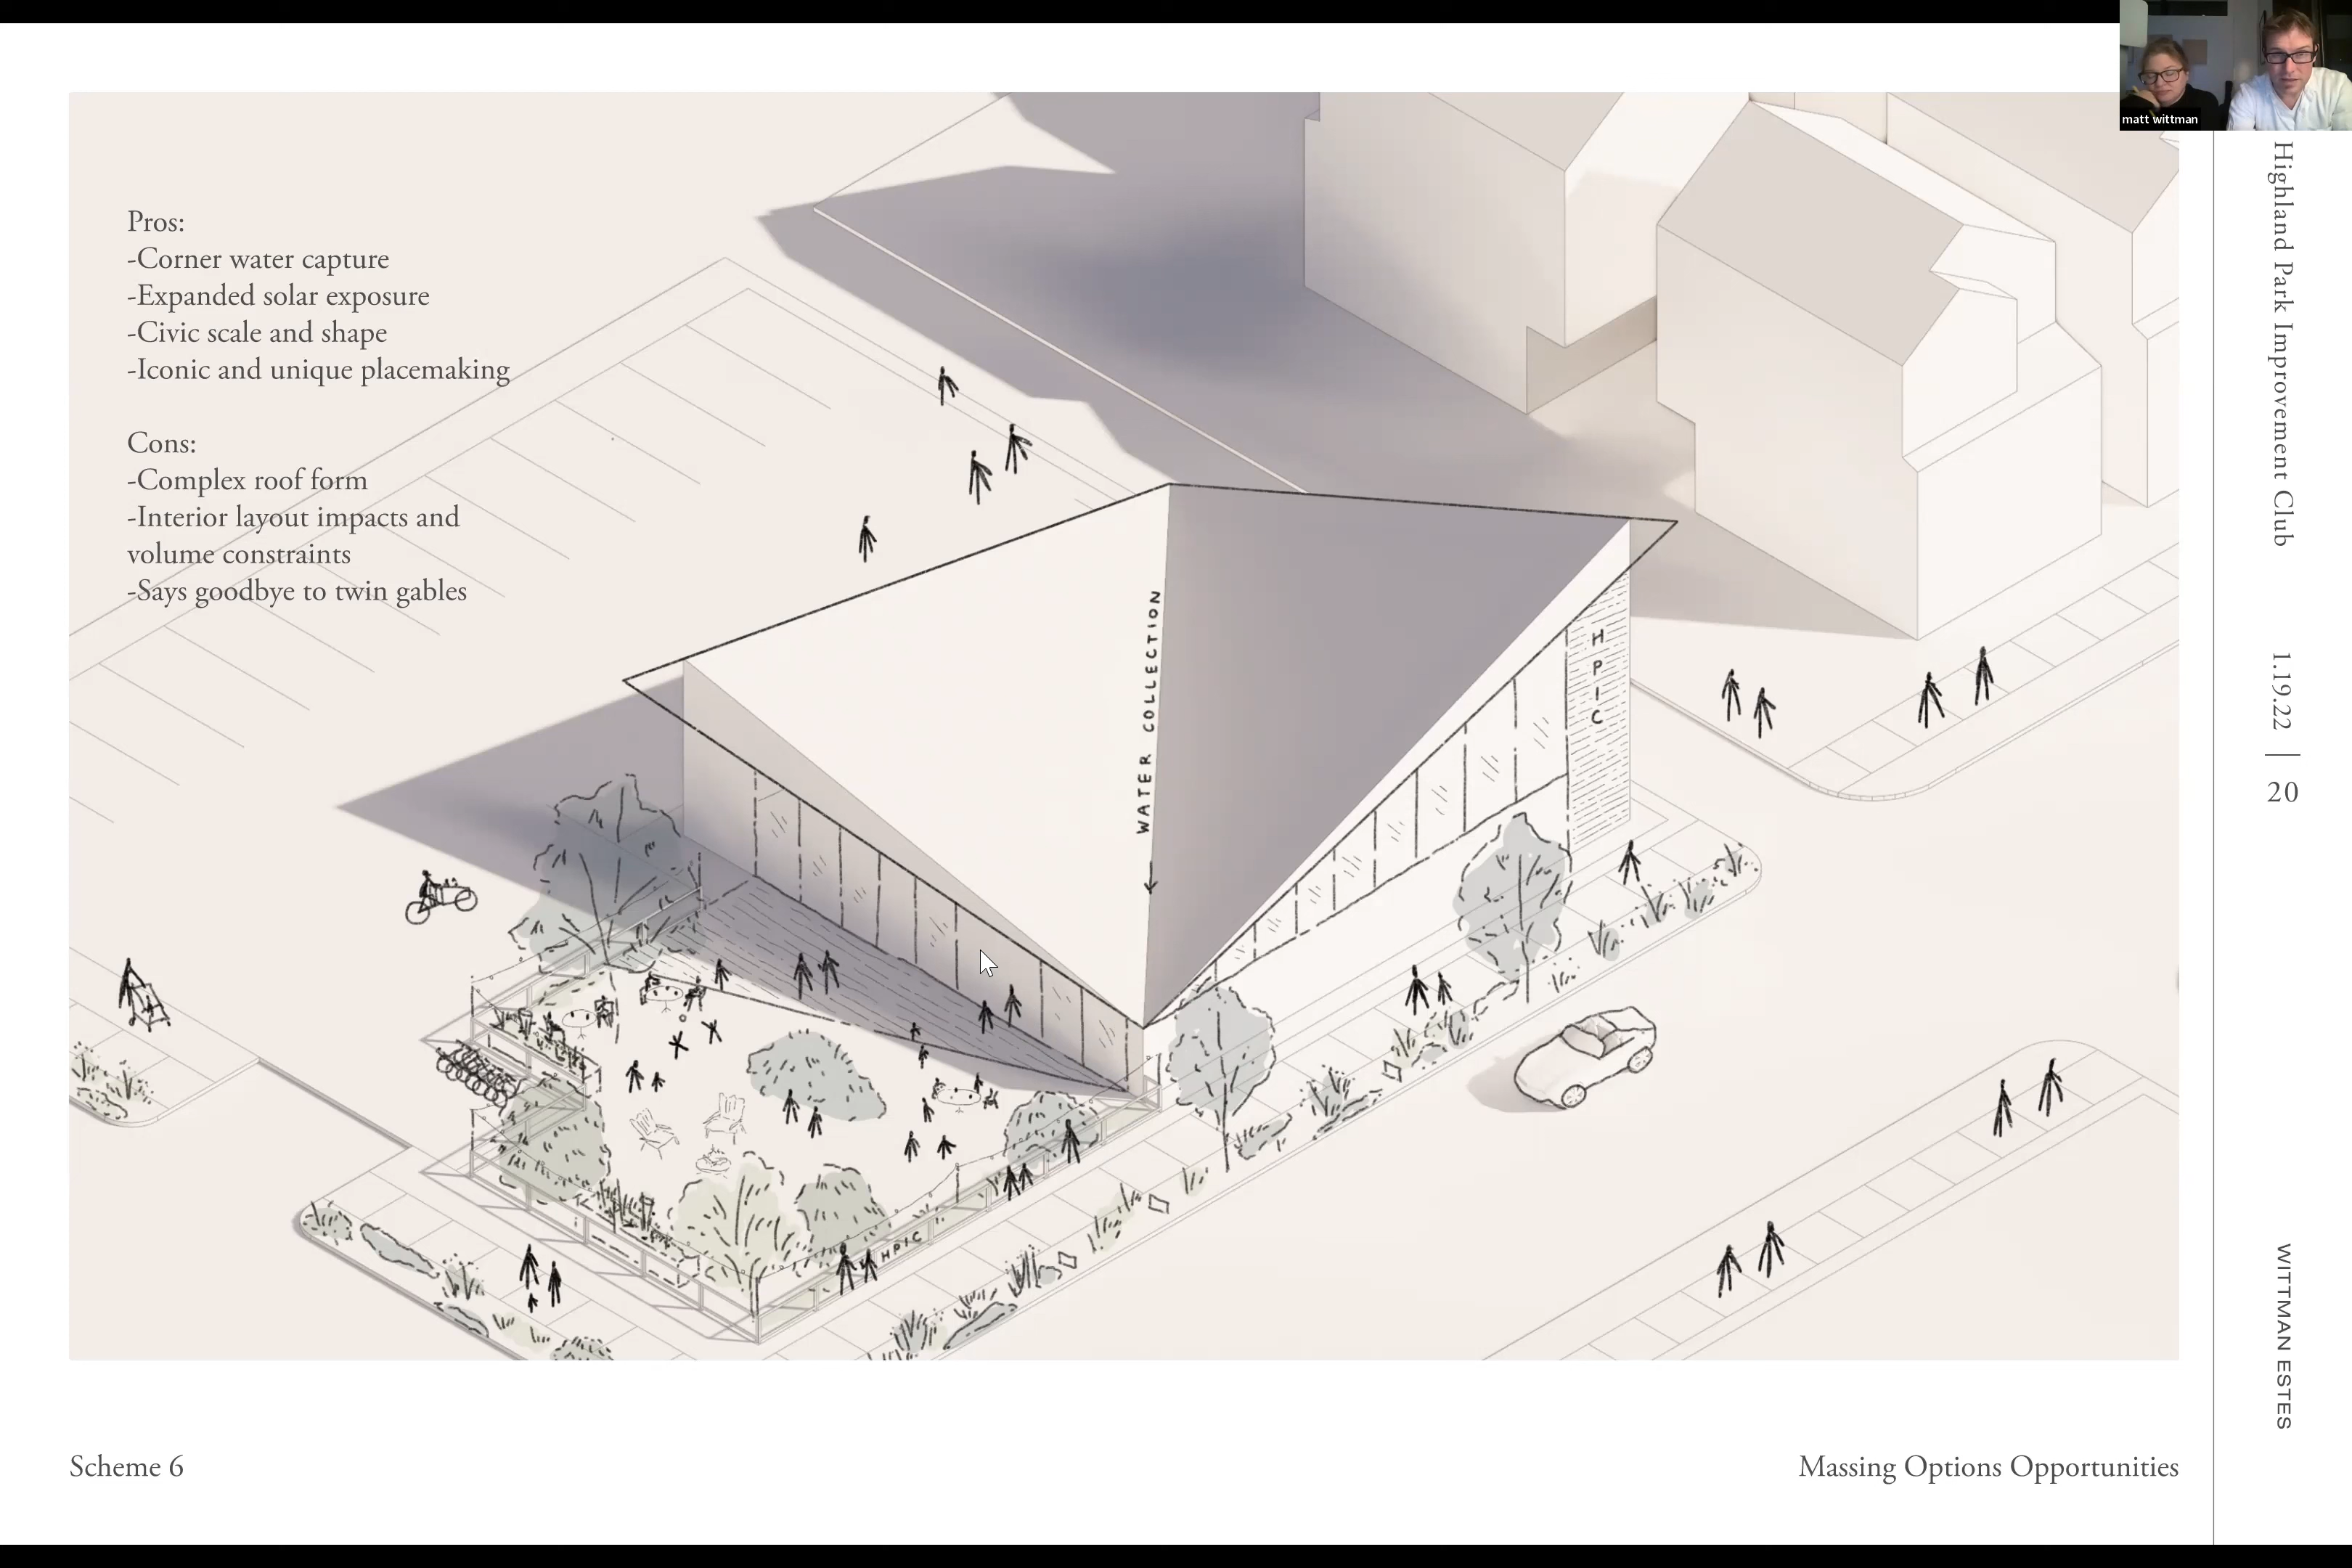 matt wittman
Pros:
-Corner water capture
-Expanded solar exposure
-Civic scale and shape
-Iconic and unique placemaking
Cons:
-Complex roof form
-Interior layout impacts and
volume constraints
-Says goodbye to twin gables
WATER COLLECTION
HPIC
HPIC
Scheme 6
Massing Options Opportunities
Highland Park Improvement Club
1.19.22
20
WITTMAN ESTES